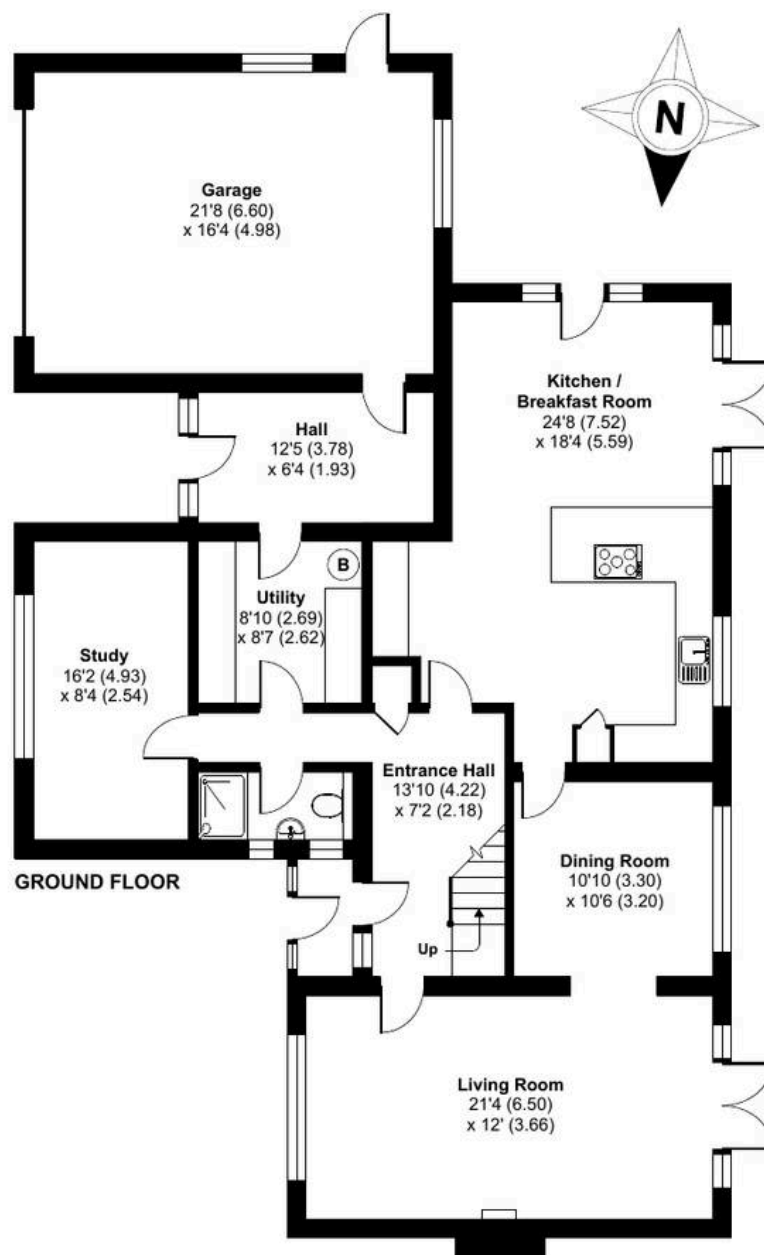 N
Garage
21'8 (6.60)
x 16'4 (4.98)
Kitchen /
Breakfast Room
24'8 (7.52)
x 18'4 (5.59)
Hall
12'5 (3.78)
x 6'4 (1.93)
B
Utility
8'10 (2.69)
x 8'7 (2.62)
Study
16'2 (4.93)
x 8'4 (2.54)
Entrance Hall
13'10 (4.22)
x 7'2 (2.18)
Dining Room
10'10 (3.30)
x 10'6 (3.20)
GROUND FLOOR
Up
Living Room
21'4 (6.50)
x 12' (3.66)